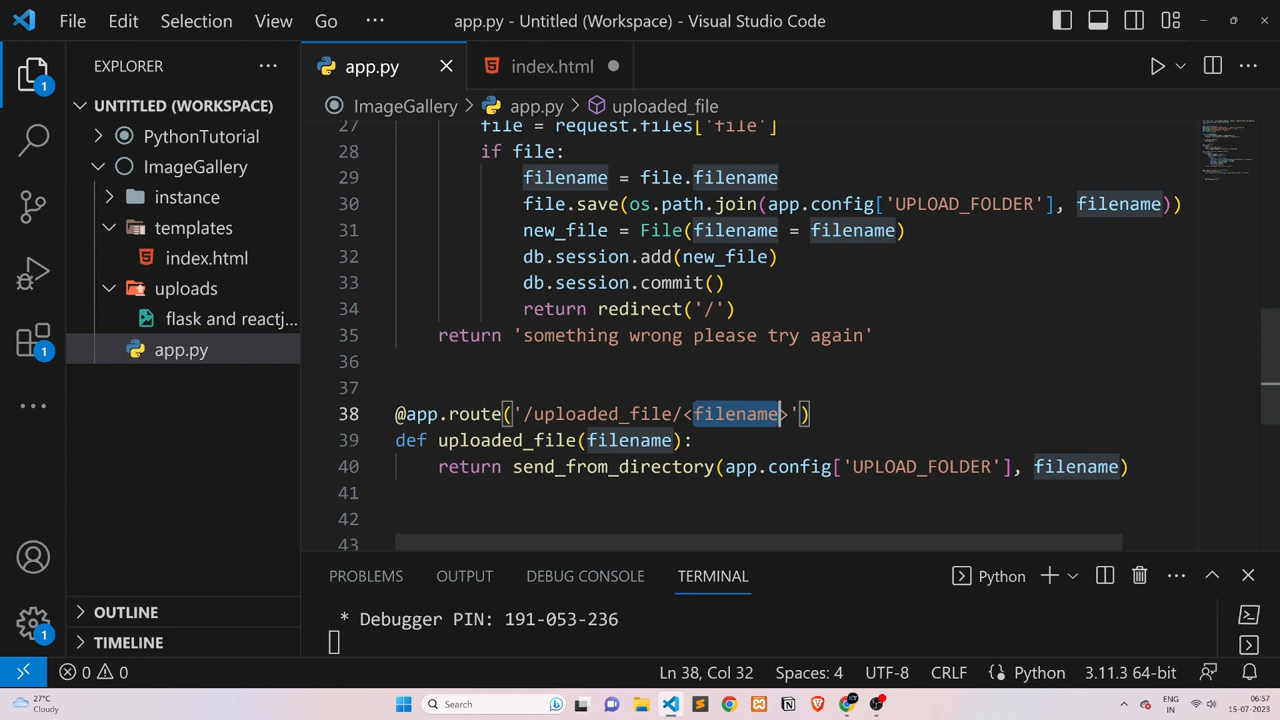 File Edit Selection View Go ··· app.py - Untitled (Workspace) - Visual Studio Code
EXPLORER ···
UNTITLED (WORKSPACE)
PythonTutorial
ImageGallery
instance
templates
index.html
uploads
flask and reactj...
app.py
OUTLINE
TIMELINE
1
1
1
app.py index.html
ImageGallery > app.py > uploaded_file
27 file = request.files['file']
28 if file:
29 filename = file.filename
30 file.save(os.path.join(app.config['UPLOAD_FOLDER'], filename))
31 new_file = File(filename = filename)
32 db.session.add(new_file)
33 db.session.commit()
34 return redirect('/')
35 return 'something wrong please try again'
36
37
38 @app.route('/uploaded_file/<filename>')
39 def uploaded_file(filename):
40 return send_from_directory(app.config['UPLOAD_FOLDER'], filename)
41
42
43
PROBLEMS OUTPUT DEBUG CONSOLE TERMINAL Python
* Debugger PIN: 191-053-236
0 0 Ln 38, Col 32 Spaces: 4 UTF-8 CRLF Python 3.11.3 64-bit
27°C
Cloudy
Search
ENG
IN
06:57
15-07-2023